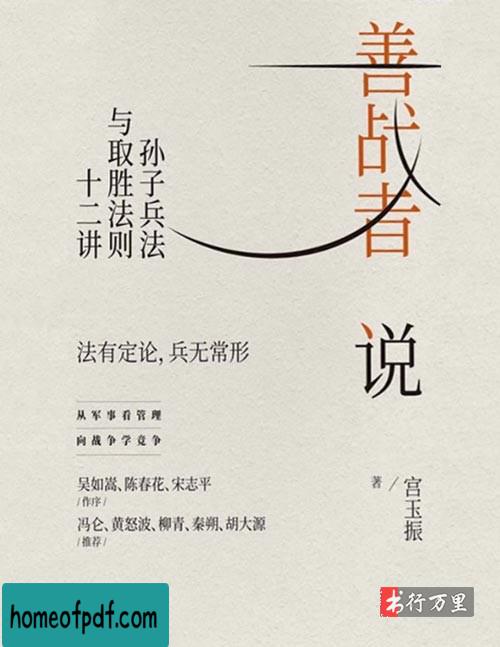 善战者说
孙子兵法
与取胜法则
十二讲
法有定论，兵无常形
从军事看管理
向战争学竞争
吴如嵩、陈春花、宋志平
/作序/
冯仑、黄怒波、柳青、秦朔、胡大源
/推荐/
宫玉振/著
homeofpdf.com
书行万里